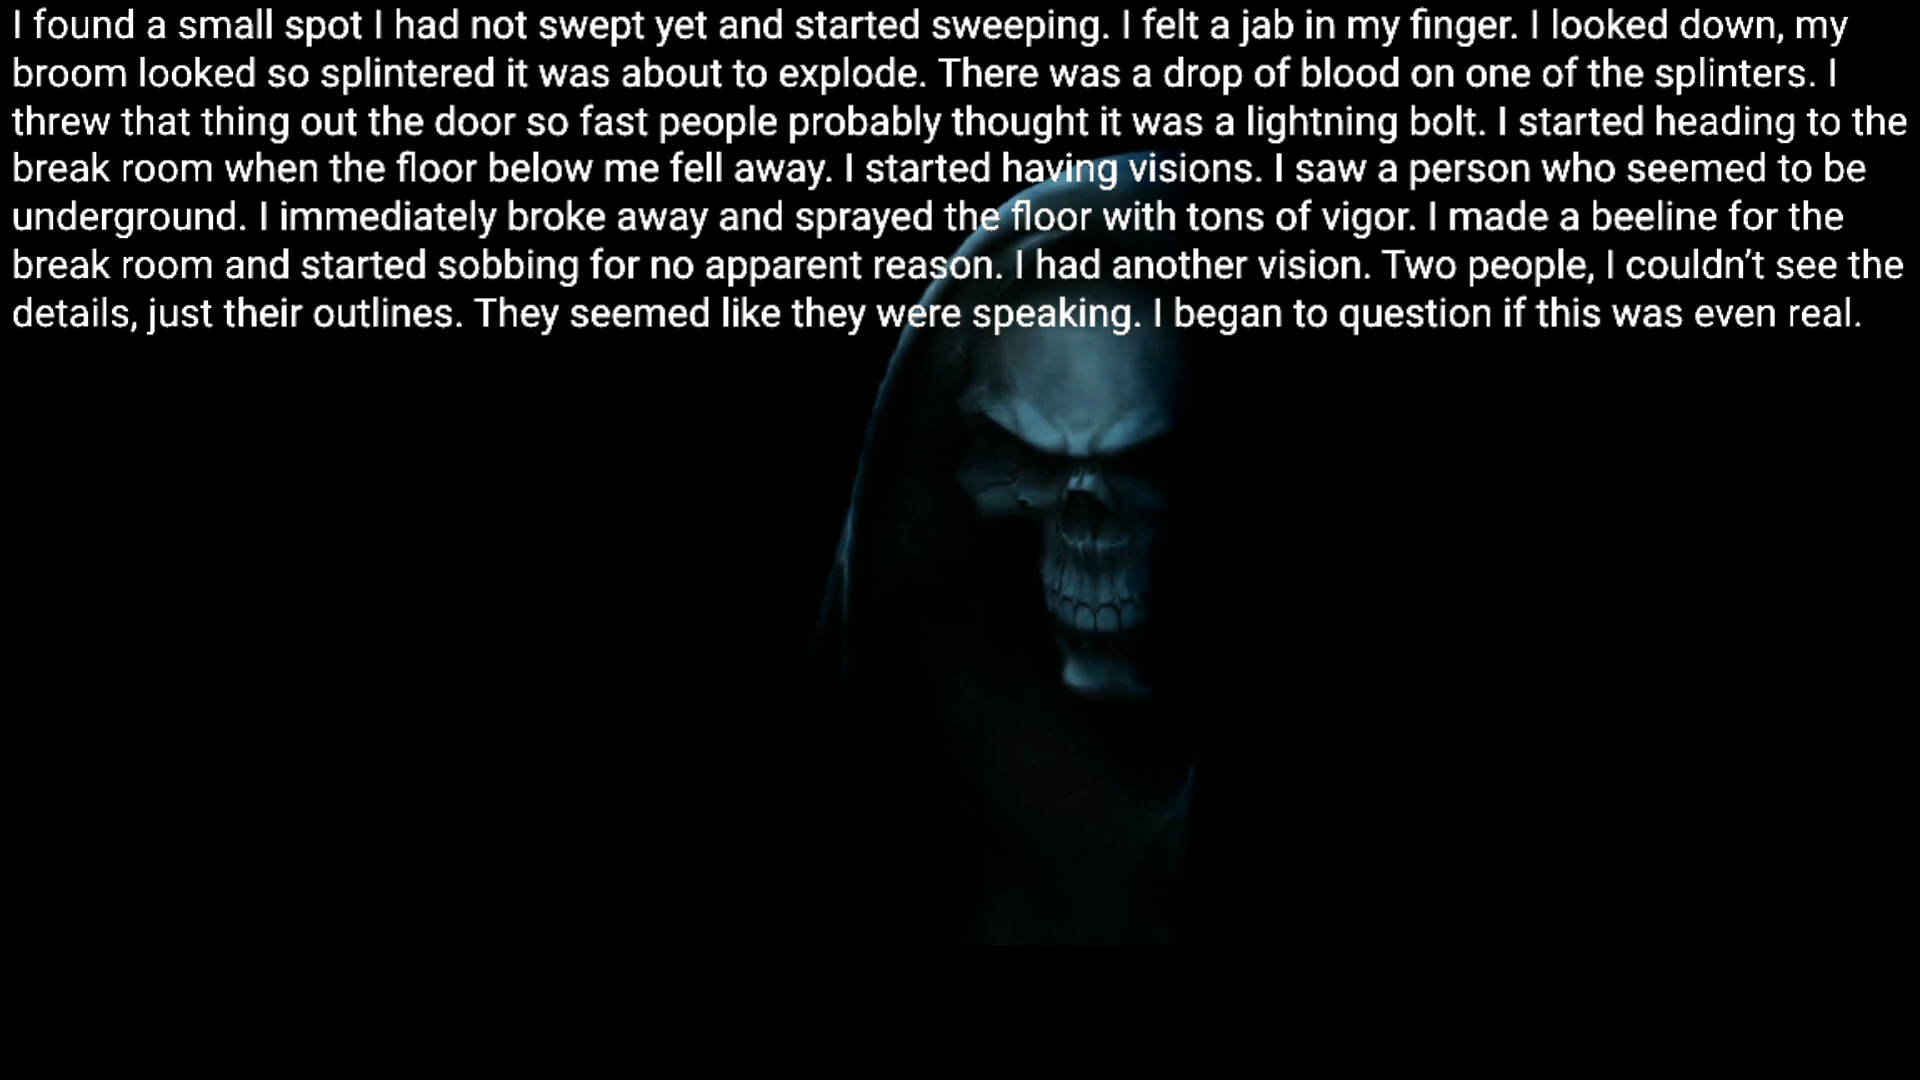 I found a small spot I had not swept yet and started sweeping. I felt a jab in my finger. I looked down, my
broom looked so splintered it was about to explode. There was a drop of blood on one of the splinters. I
threw that thing out the door so fast people probably thought it was a lightning bolt. I started heading to the
break room when the floor below me fell away. I started having visions. I saw a person who seemed to be
underground. I immediately broke away and sprayed the floor with tons of vigor. I made a beeline for the
break room and started sobbing for no apparent reason. I had another vision. Two people, I couldn’t see the
details, just their outlines. They seemed like they were speaking. I began to question if this was even real.